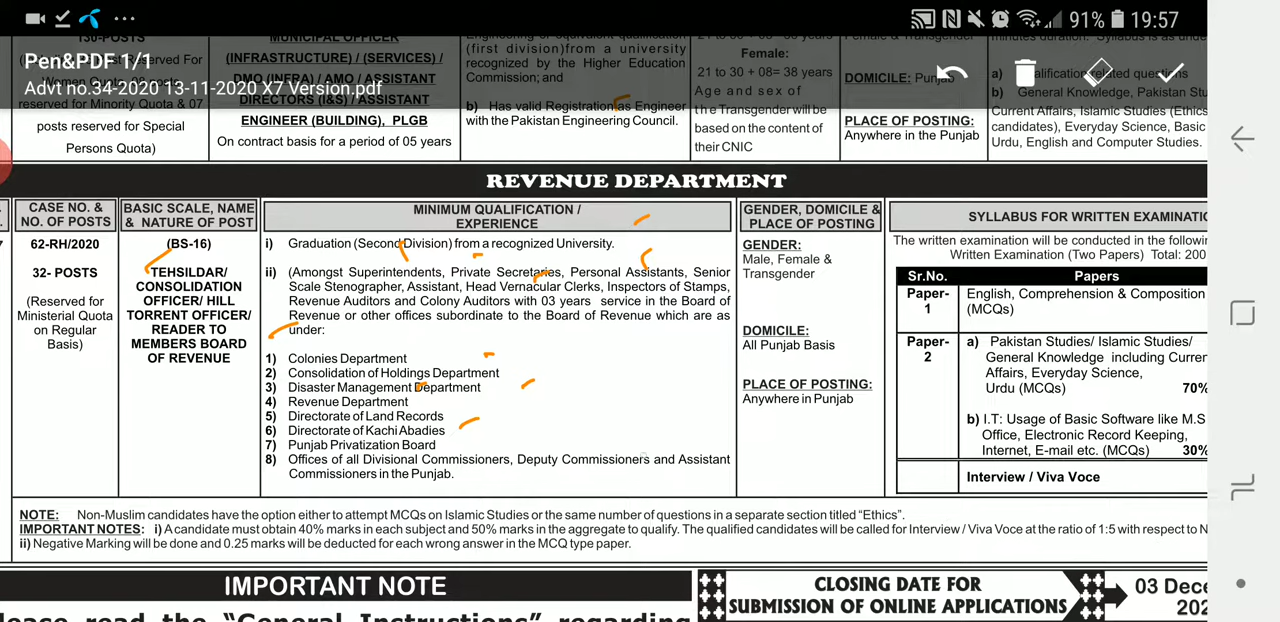 91% 19:57
130-POSTS
Pen&PDF 1/1
Advt no.34-2020 13-11-2020 X7 Version.pdf
reserved for Minority Quota & 07
posts reserved for Special
Persons Quota)
MUNICIPAL OFFICER
(INFRASTRUCTURE) / (SERVICES) /
DMO (INFRA) / AMO / ASSISTANT
DIRECTORS (I&S) / ASSISTANT
ENGINEER (BUILDING), PLGB
On contract basis for a period of 05 years
(first division)from a university
recognized by the Higher Education
Commission; and
b) Has valid Registration as Engineer
with the Pakistan Engineering Council.
Female:
21 to 30 + 08= 38 years
Age and sex of
the Transgender will be
based on the content of
their CNIC
DOMICILE: Punjab
PLACE OF POSTING:
Anywhere in the Punjab
a) Qualification related questions
b) General Knowledge, Pakistan Stu
Current Affairs, Islamic Studies (Ethics
candidates), Everyday Science, Basic
Urdu, English and Computer Studies.
REVENUE DEPARTMENT
CASE NO. &
NO. OF POSTS
BASIC SCALE, NAME
& NATURE OF POST
MINIMUM QUALIFICATION /
EXPERIENCE
GENDER, DOMICILE &
PLACE OF POSTING
SYLLABUS FOR WRITTEN EXAMINATIO
62-RH/2020
32- POSTS
(Reserved for
Ministerial Quota
on Regular
Basis)
(BS-16)
TEHSILDAR/
CONSOLIDATION
OFFICER/ HILL
TORRENT OFFICER/
READER TO
MEMBERS BOARD
OF REVENUE
i) Graduation (Second Division) from a recognized University.
ii) (Amongst Superintendents, Private Secretaries, Personal Assistants, Senior
Scale Stenographer, Assistant, Head Vernacular Clerks, Inspectors of Stamps,
Revenue Auditors and Colony Auditors with 03 years service in the Board of
Revenue or other offices subordinate to the Board of Revenue which are as
under:
1) Colonies Department
2) Consolidation of Holdings Department
3) Disaster Management Department
4) Revenue Department
5) Directorate of Land Records
6) Directorate of Kachi Abadies
7) Punjab Privatization Board
8) Offices of all Divisional Commissioners, Deputy Commissioners and Assistant
Commissioners in the Punjab.
GENDER:
Male, Female &
Transgender
DOMICILE:
All Punjab Basis
PLACE OF POSTING:
Anywhere in Punjab
The written examination will be conducted in the followir
Written Examination (Two Papers) Total: 200
Sr.No. Papers
Paper-
1
English, Comprehension & Composition
(MCQs)
Paper-
2
a) Pakistan Studies/ Islamic Studies/
General Knowledge including Curren
Affairs, Everyday Science,
Urdu (MCQs) 70%
b) I.T: Usage of Basic Software like M.S
Office, Electronic Record Keeping,
Internet, E-mail etc. (MCQs) 30%
Interview / Viva Voce
NOTE: Non-Muslim candidates have the option either to attempt MCQs on Islamic Studies or the same number of questions in a separate section titled “Ethics”.
IMPORTANT NOTES: i) A candidate must obtain 40% marks in each subject and 50% marks in the aggregate to qualify. The qualified candidates will be called for Interview / Viva Voce at the ratio of 1:5 with respect to N
ii) Negative Marking will be done and 0.25 marks will be deducted for each wrong answer in the MCQ type paper.
IMPORTANT NOTE
lease read the “General Instructions” regarding
CLOSING DATE FOR
SUBMISSION OF ONLINE APPLICATIONS
03 Dece
202